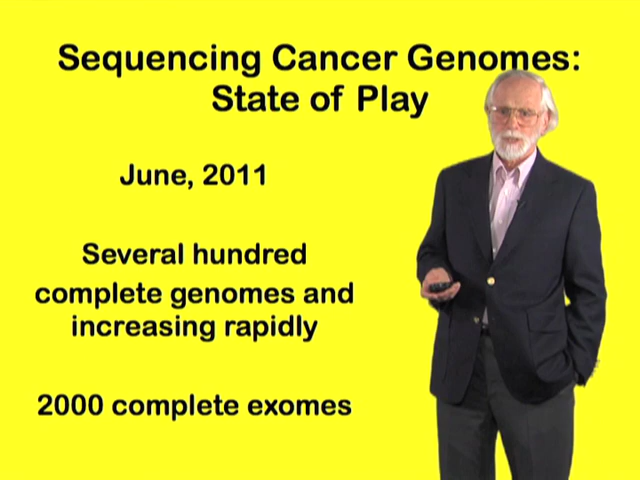 Sequencing Cancer Genomes:
State of Play
June, 2011
Several hundred
complete genomes and
increasing rapidly
2000 complete exomes